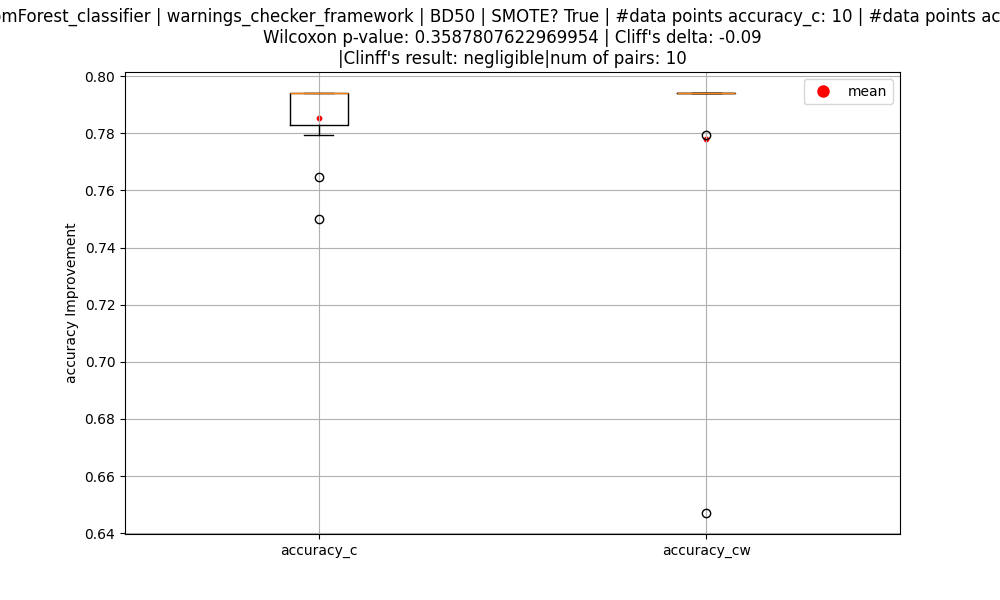 omForest_classifier | warnings_checker_framework | BD50 | SMOTE? True | #data points accuracy_c: 10 | #data points ac
Wilcoxon p-value: 0.3587807622969954 | Cliff's delta: -0.09
|Clinff's result: negligible|num of pairs: 10
mean
0.80
0.78
0.76
0.74
0.72
0.70
0.68
0.66
0.64
accuracy Improvement
accuracy_c
accuracy_cw